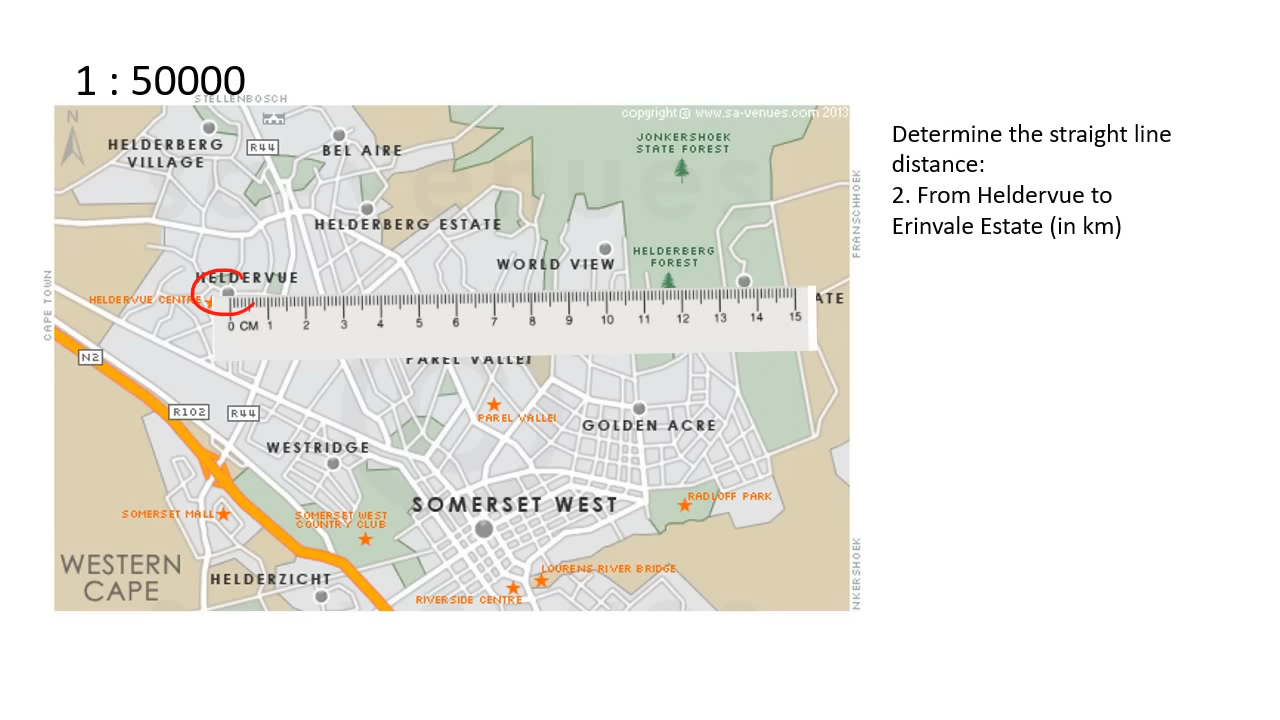 1 : 50000
STELLENBOSCH
copyright @ www.sa-venues.com 2013
N
HELDERBERG
VILLAGE
R44
BEL AIRE
JONKERSHOEK
STATE FOREST
Determine the straight line
distance:
2. From Heldervue to
Erinvale Estate (in km)
FRANSCHHOEK
HELDERBERG ESTATE
WORLD VIEW
HELDERBERG
FOREST
CAPE TOWN
HELDERVUE
HELDERVUE CENTRE
ATE
0 CM 1 2 3 4 5 6 7 8 9 10 11 12 13 14 15
N2
PAREL VALLEI
R102
R44
PAREL VALLEI
GOLDEN ACRE
WESTRIDGE
SOMERSET WEST
RADLOFF PARK
SOMERSET MALL
SOMERSET WEST
COUNTRY CLUB
WESTERN
CAPE
HELDERZICHT
LOURENS RIVER BRIDGE
RIVERSIDE CENTRE
NKERSHOEK